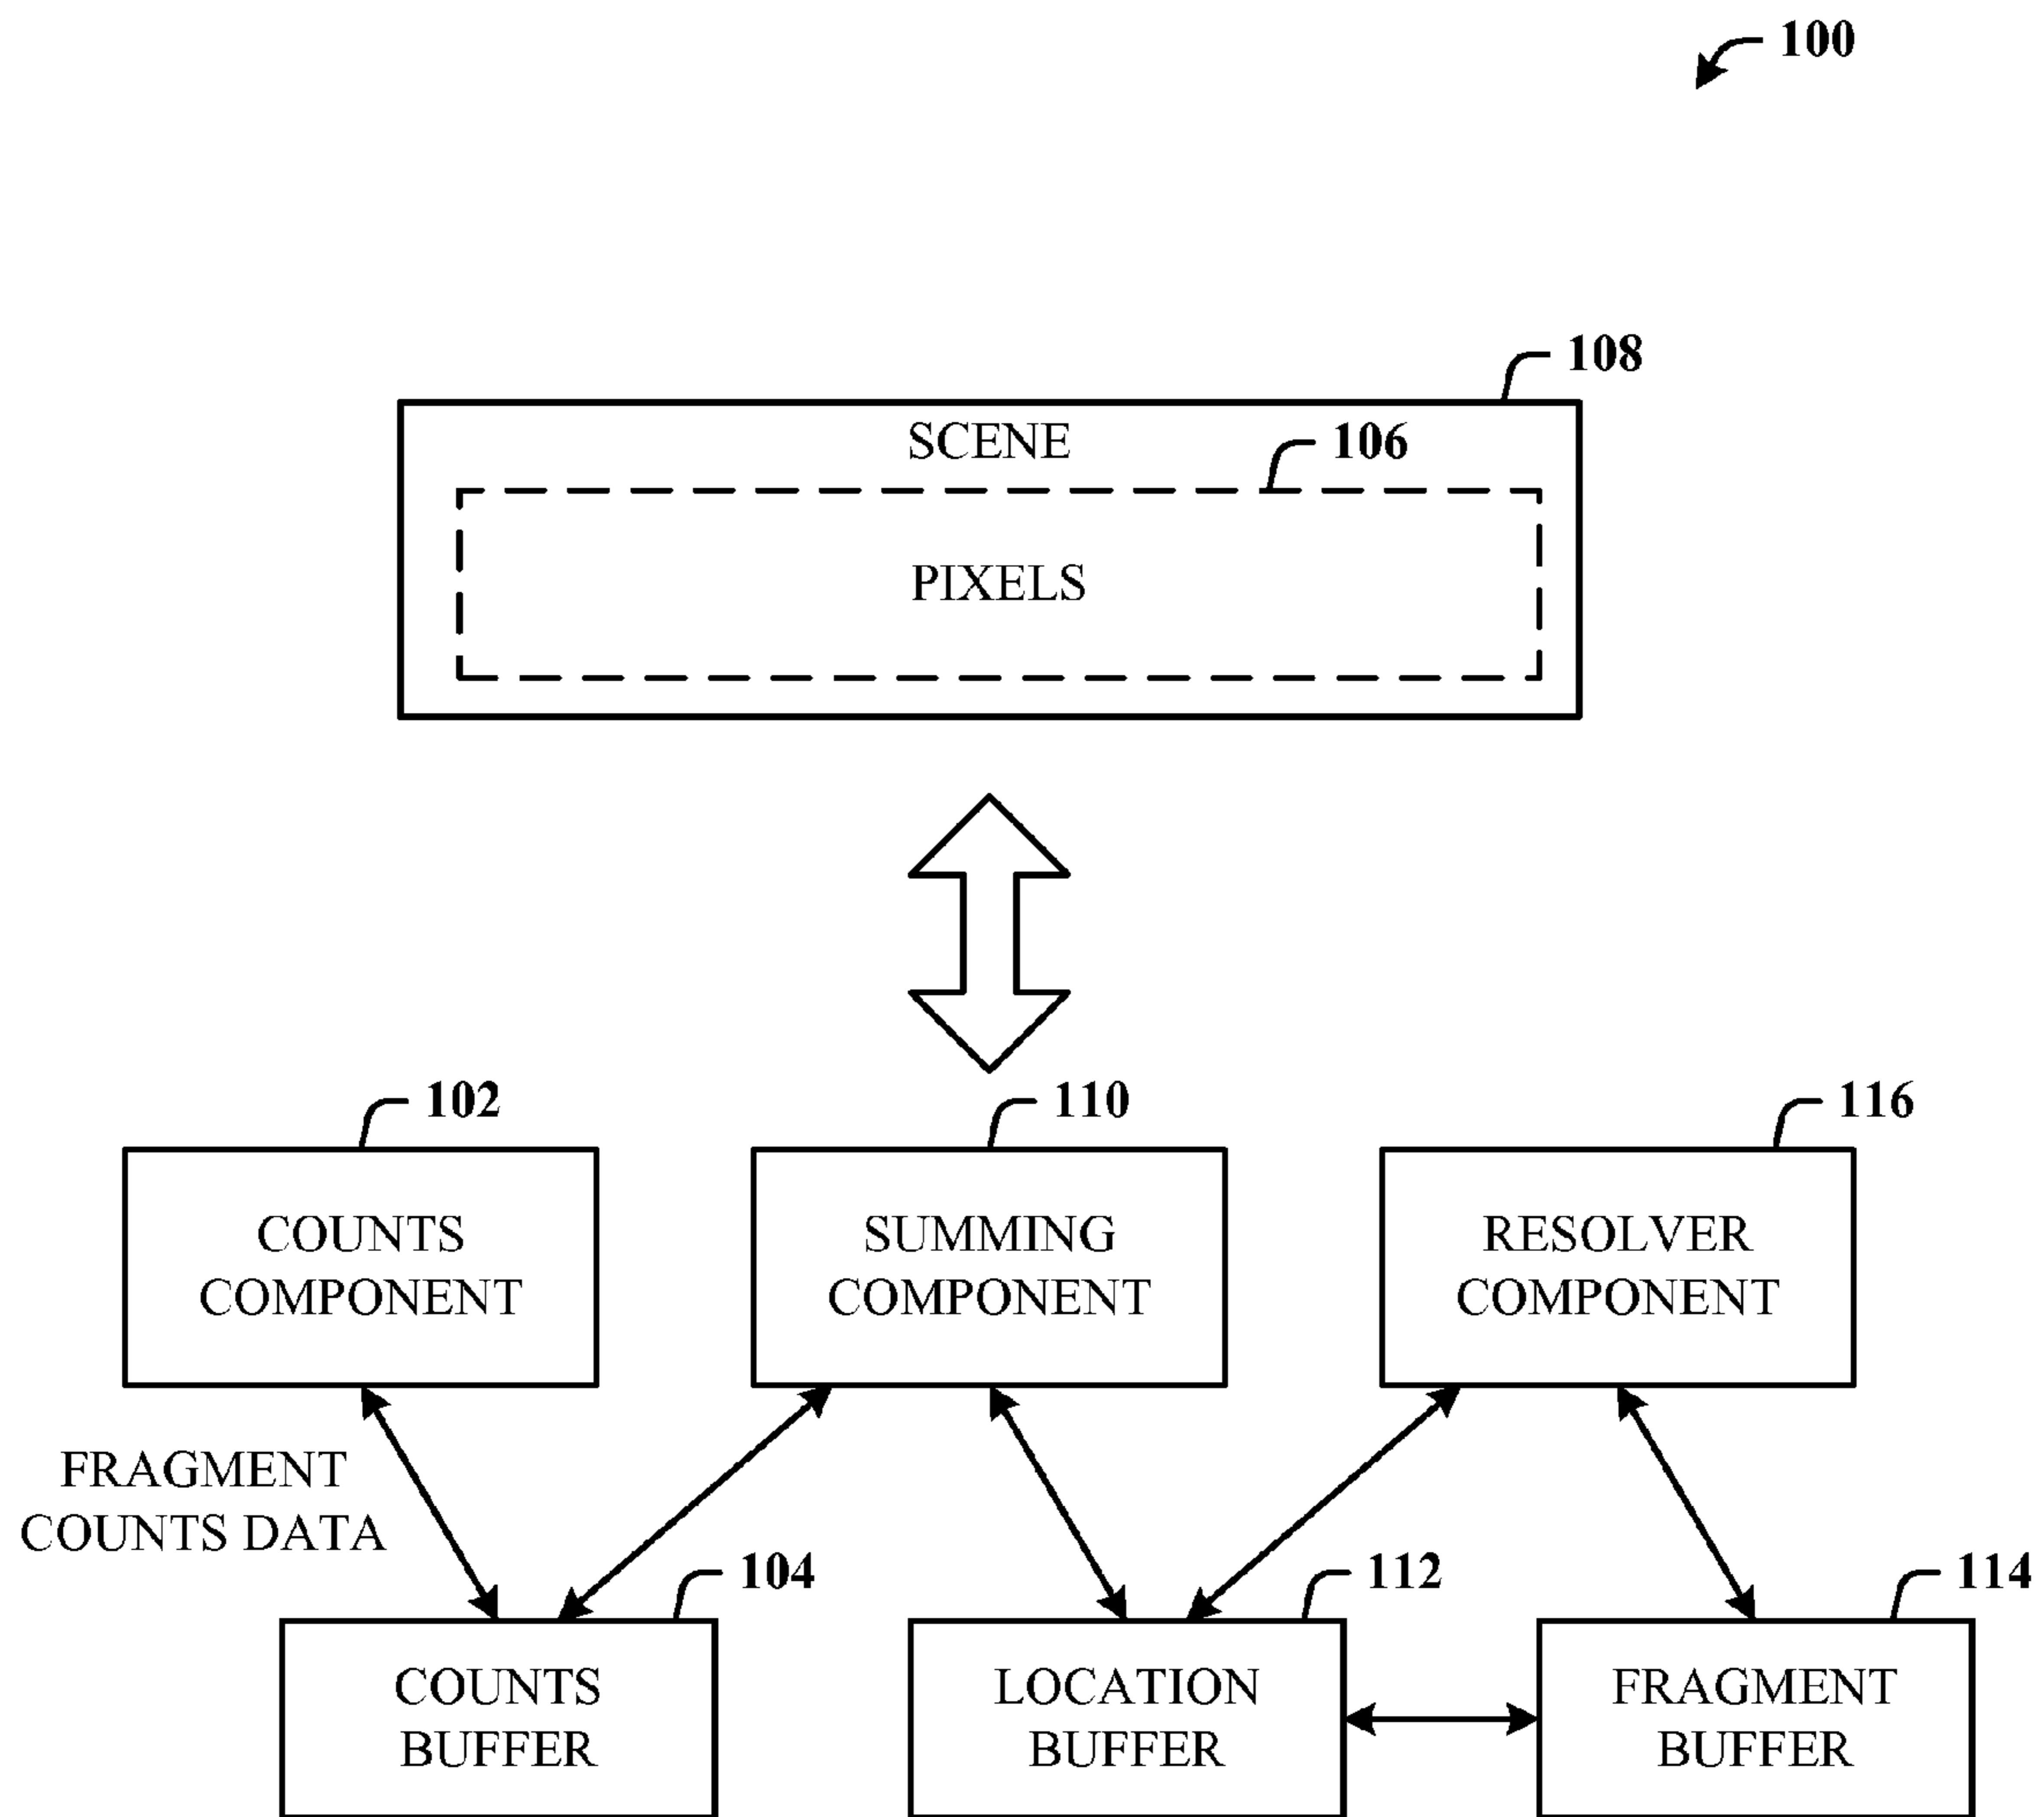 100
108
SCENE
106
PIXELS
102
110
116
COUNTS
COMPONENT
SUMMING
COMPONENT
RESOLVER
COMPONENT
FRAGMENT
COUNTS DATA
104
112
114
COUNTS
BUFFER
LOCATION
BUFFER
FRAGMENT
BUFFER